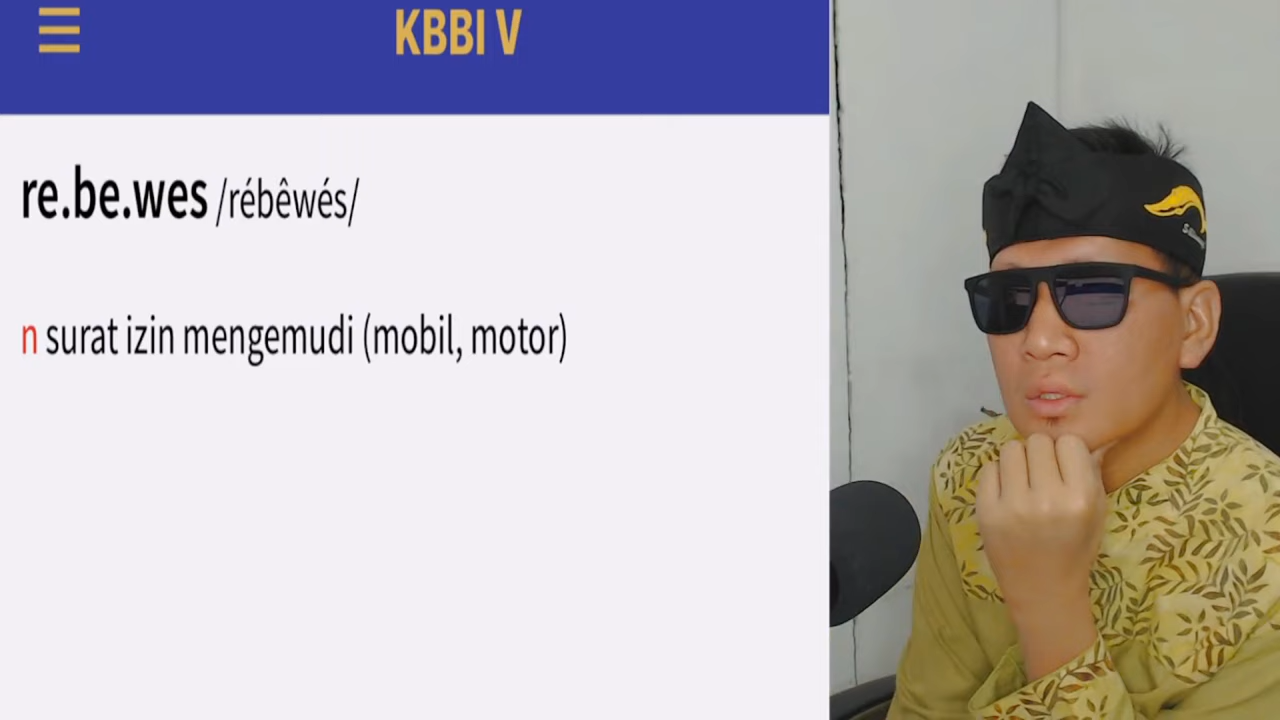 KBBI V
re.be.wes /rébêwés/
n surat izin mengemudi (mobil, motor)